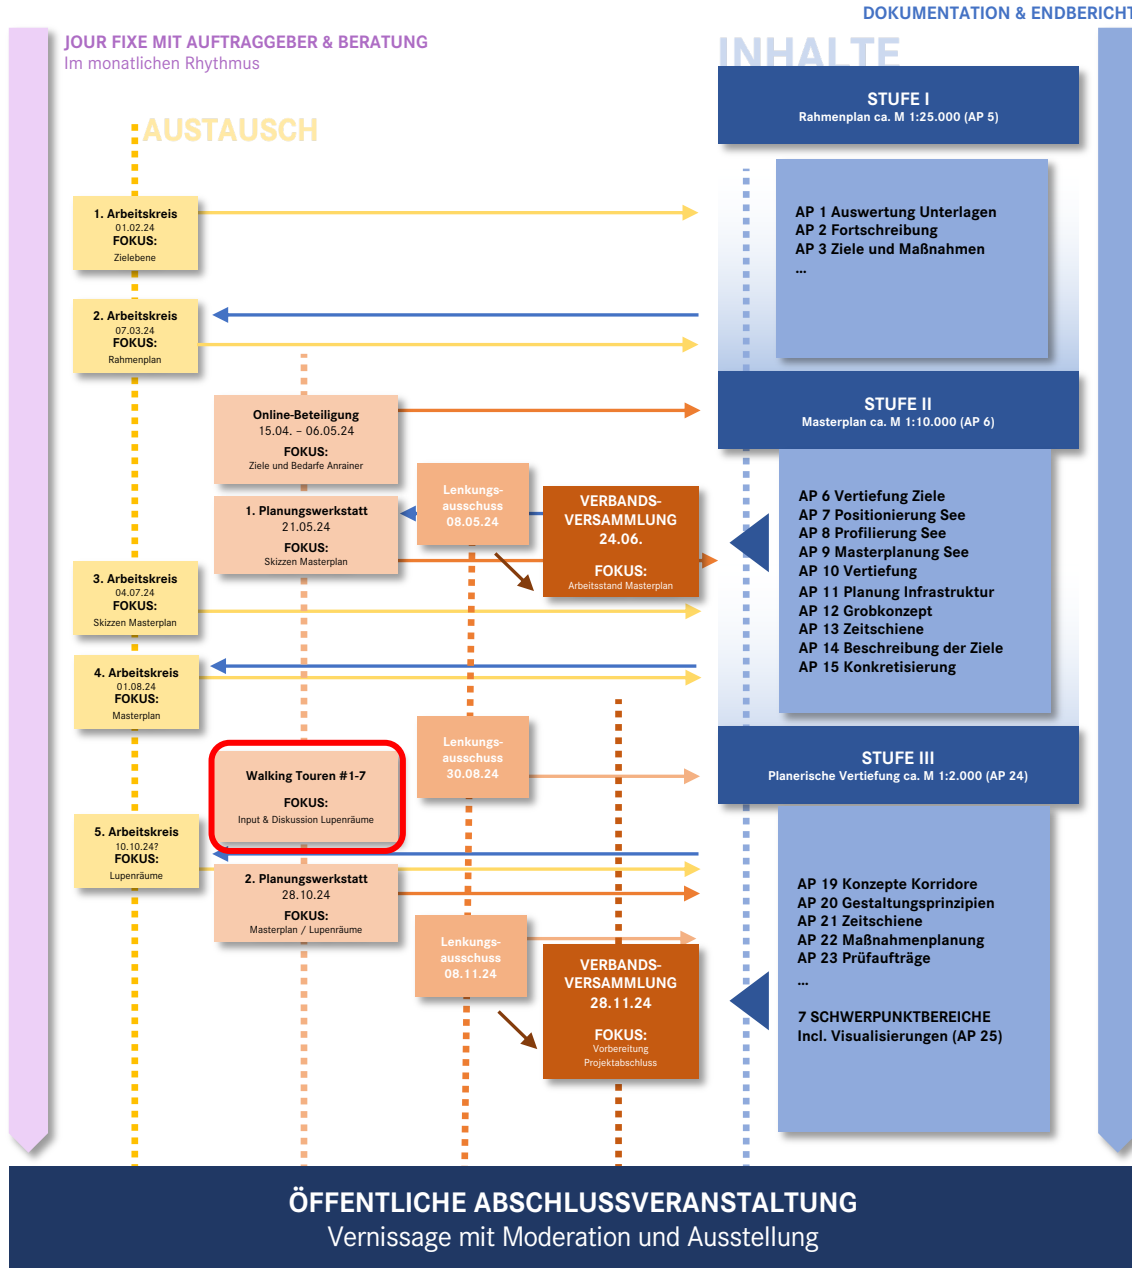 DOKUMENTATION & ENDBERICHT
JOUR FIXE MIT AUFTRAGGEBER & BERATUNG
Im monatlichen Rhythmus
INHALTE
STUFE I
Rahmenplan ca. M 1:25.000 (AP 5)
AUSTAUSCH
1. Arbeitskreis
01.02.24
FOKUS:
Zielebene
AP 1 Auswertung Unterlagen
AP 2 Fortschreibung
AP 3 Ziele und Maßnahmen
...
2. Arbeitskreis
07.03.24
FOKUS:
Rahmenplan
STUFE II
Masterplan ca. M 1:10.000 (AP 6)
Online-Beteiligung
15.04. – 06.05.24
FOKUS:
Ziele und Bedarfe Anrainer
Lenkungs-
ausschuss
08.05.24
1. Planungswerkstatt
21.05.24
FOKUS:
Skizzen Masterplan
VERBANDS-
VERSAMMLUNG
24.06.
FOKUS:
Arbeitsstand Masterplan
AP 6 Vertiefung Ziele
AP 7 Positionierung See
AP 8 Profilierung See
AP 9 Masterplanung See
AP 10 Vertiefung
AP 11 Planung Infrastruktur
AP 12 Grobkonzept
AP 13 Zeitschiene
AP 14 Beschreibung der Ziele
AP 15 Konkretisierung
3. Arbeitskreis
04.07.24
FOKUS:
Skizzen Masterplan
4. Arbeitskreis
01.08.24
FOKUS:
Masterplan
Lenkungs-
ausschuss
30.08.24
STUFE III
Planerische Vertiefung ca. M 1:2.000 (AP 24)
Walking Touren #1-7
FOKUS:
Input & Diskussion Lupenräume
5. Arbeitskreis
10.10.24?
FOKUS:
Lupenräume
2. Planungswerkstatt
28.10.24
FOKUS:
Masterplan / Lupenräume
Lenkungs-
ausschuss
08.11.24
VERBANDS-
VERSAMMLUNG
28.11.24
FOKUS:
Vorbereitung
Projektabschluss
AP 19 Konzepte Korridore
AP 20 Gestaltungsprinzipien
AP 21 Zeitschiene
AP 22 Maßnahmenplanung
AP 23 Prüfaufträge
...
7 SCHWERPUNKTBEREICHE
Incl. Visualisierungen (AP 25)
ÖFFENTLICHE ABSCHLUSSVERANSTALTUNG
Vernissage mit Moderation und Ausstellung